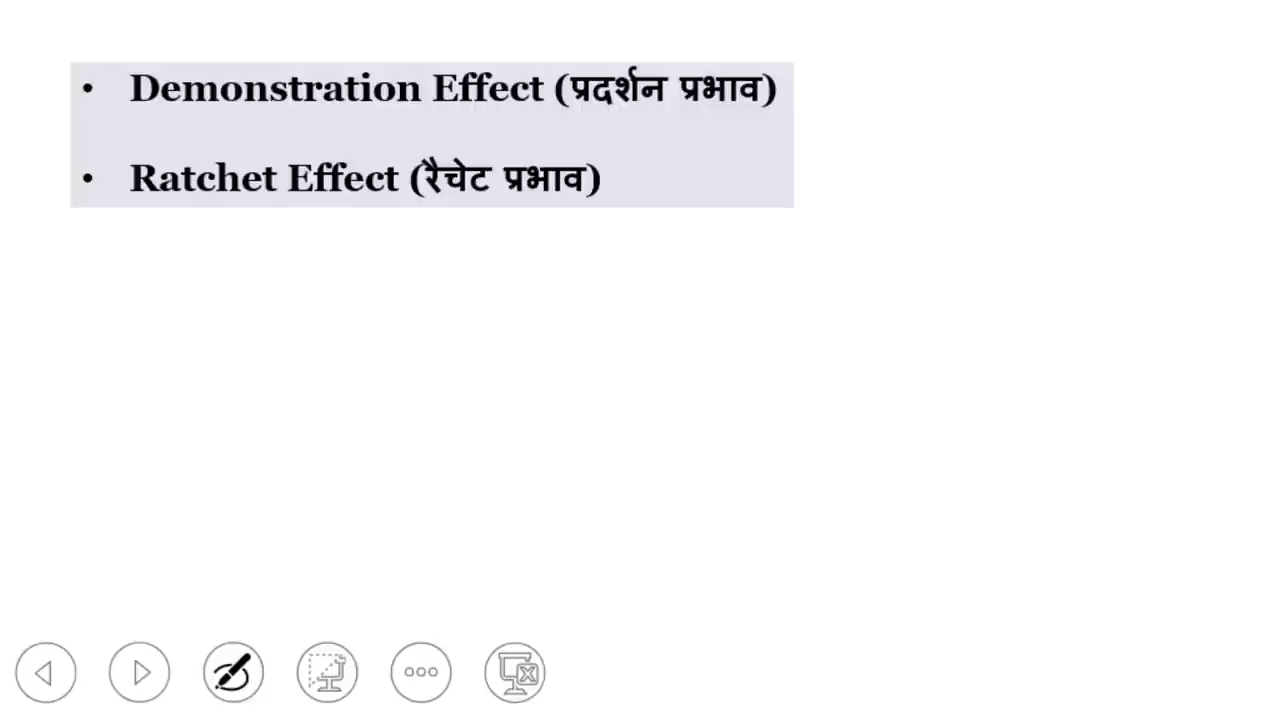 • Demonstration Effect (प्रदर्शन प्रभाव)
• Ratchet Effect (रैचेट प्रभाव)